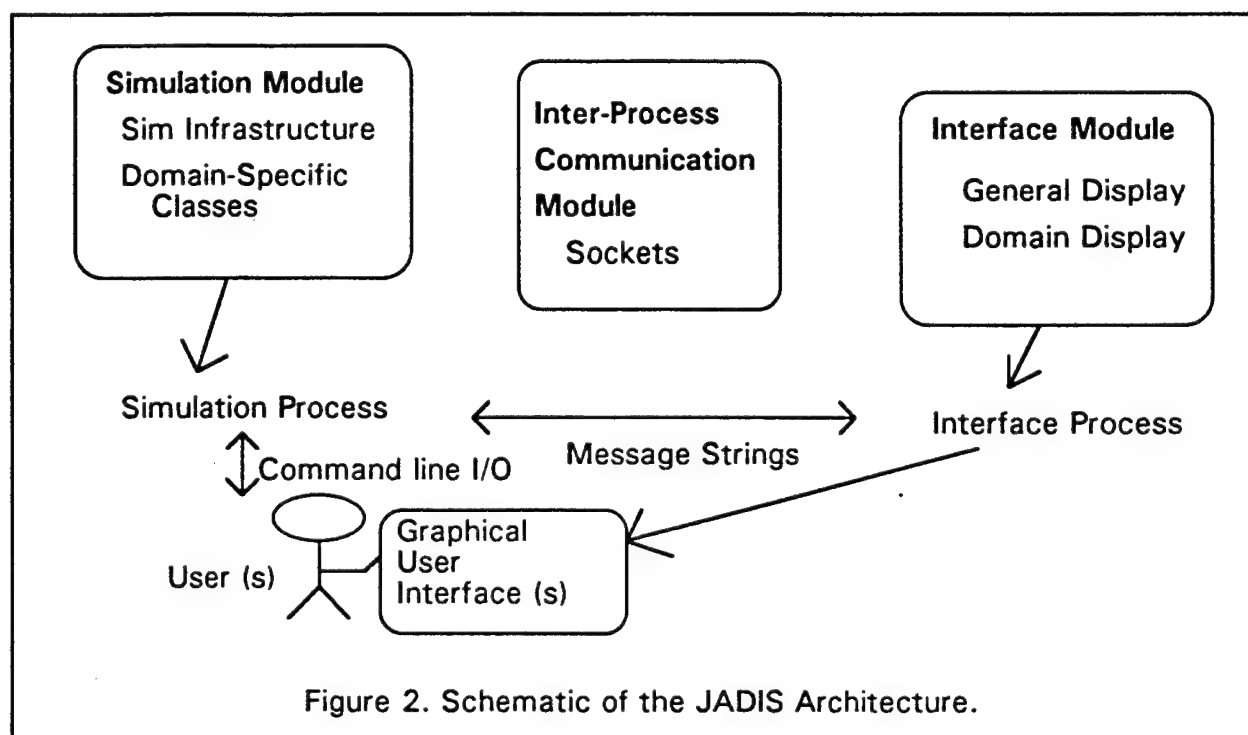 Simulation Module
Sim Infrastructure
Domain-Specific
Classes
Inter-Process
Communication
Module
Sockets
Interface Module
General Display
Domain Display
Simulation Process
Message Strings
Interface Process
Command line I/O
User (s)
Graphical
User
Interface (s)
Figure 2. Schematic of the JADIS Architecture.